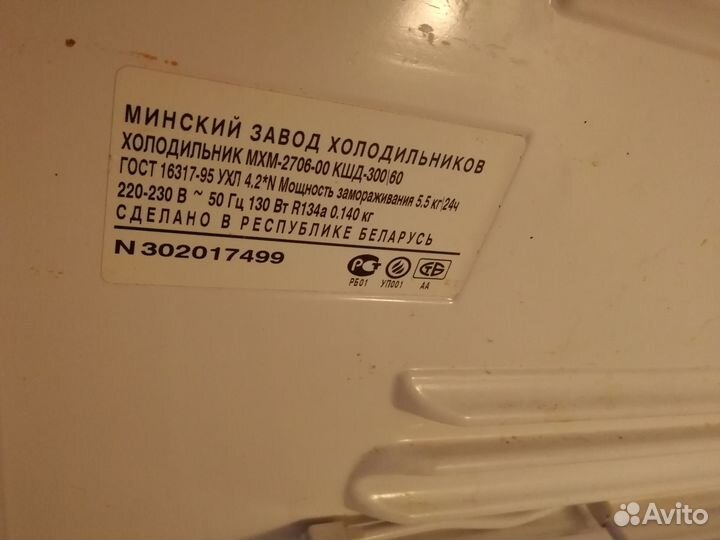 МИНСКИЙ ЗАВОД ХОЛОДИЛЬНИКОВ
ХОЛОДИЛЬНИК МХМ-2706-00 КШД-300|60
ГОСТ 16317-95 УХЛ 4.2*N Мощность замораживания 5.5 кг|24ч
220-230 В ~ 50 Гц 130 Вт R134a 0.140 кг
СДЕЛАНО В РЕСПУБЛИКЕ БЕЛАРУСЬ
N 302017499
РБ01 УП001 АА
Avito